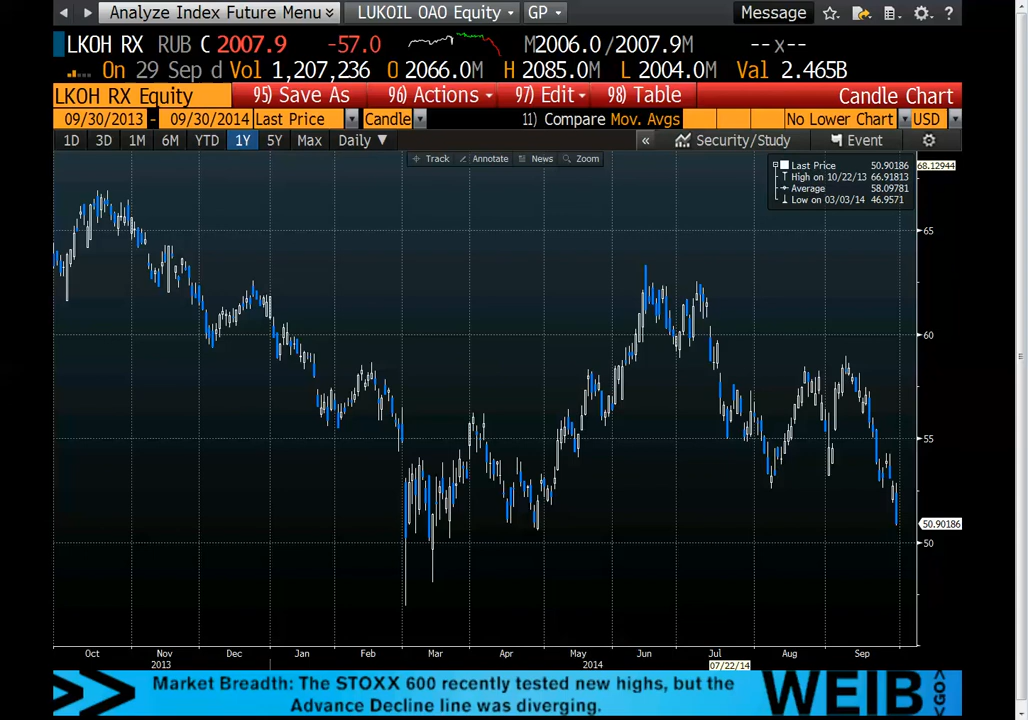 Analyze Index Future Menu LUKOIL OAO Equity GP Message ?
LKOH RX RUB C 2007.9 -57.0 M2006.0/2007.9M --x--
On 29 Sep d Vol 1,207,236 O 2066.0M H 2085.0M L 2004.0M Val 2.465B
LKOH RX Equity 95) Save As 96) Actions 97) Edit 98) Table Candle Chart
09/30/2013 - 09/30/2014 Last Price Candle 11) Compare Mov. Avgs No Lower Chart USD
1D 3D 1M 6M YTD 1Y 5Y Max Daily ▼ « Security/Study Event
Track Annotate News Zoom
Last Price 50.90186
High on 10/22/13 66.91813
Average 58.09781
Low on 03/03/14 46.9571
68.12944
65
60
55
50.90186
50
Oct Nov Dec Jan Feb Mar Apr May Jun Jul Aug Sep
2013 2014 07/22/14
Market Breadth: The STOXX 600 recently tested new highs, but the
Advance Decline line was diverging.
WEIB <GO>